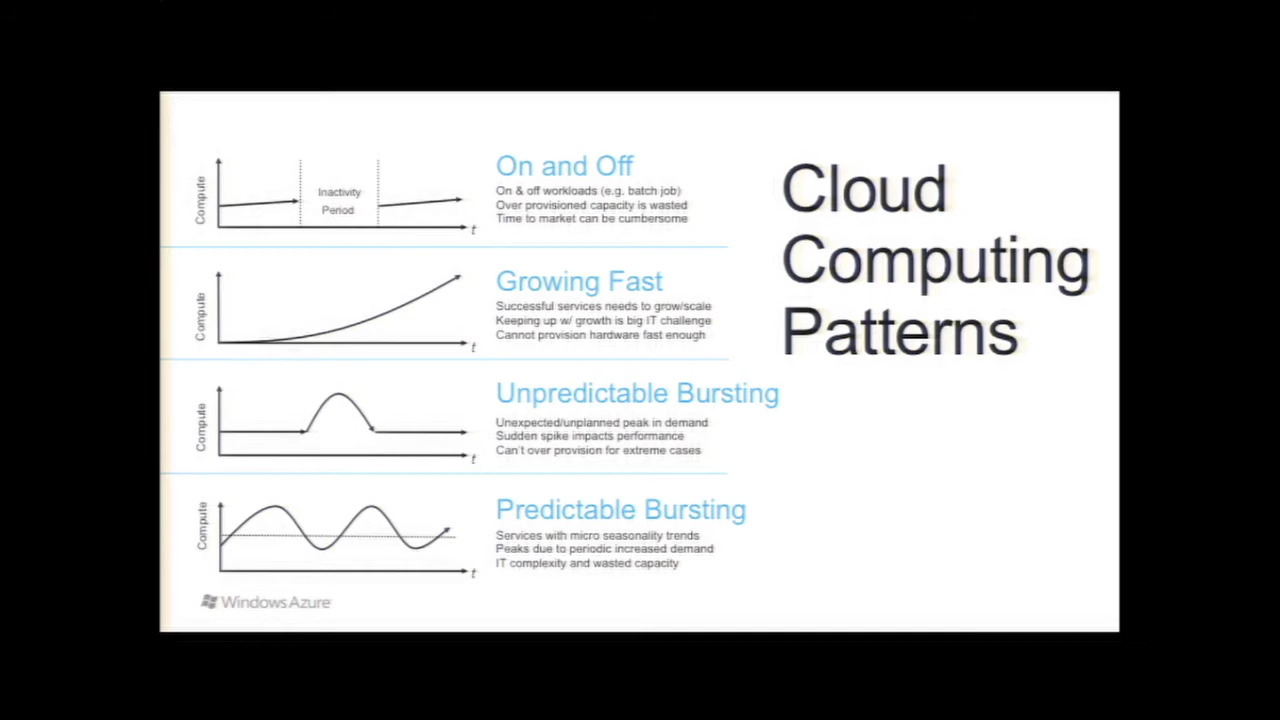 Cloud
Computing
Patterns
On and Off
On & off workloads (e.g. batch job)
Over provisioned capacity is wasted
Time to market can be cumbersome
Compute
Inactivity
Period
t
Growing Fast
Successful services needs to grow/scale
Keeping up w/ growth is big IT challenge
Cannot provision hardware fast enough
Compute
t
Unpredictable Bursting
Unexpected/unplanned peak in demand
Sudden spike impacts performance
Can't over provision for extreme cases
Compute
t
Predictable Bursting
Services with micro seasonality trends
Peaks due to periodic increased demand
IT complexity and wasted capacity
Compute
t
Windows Azure